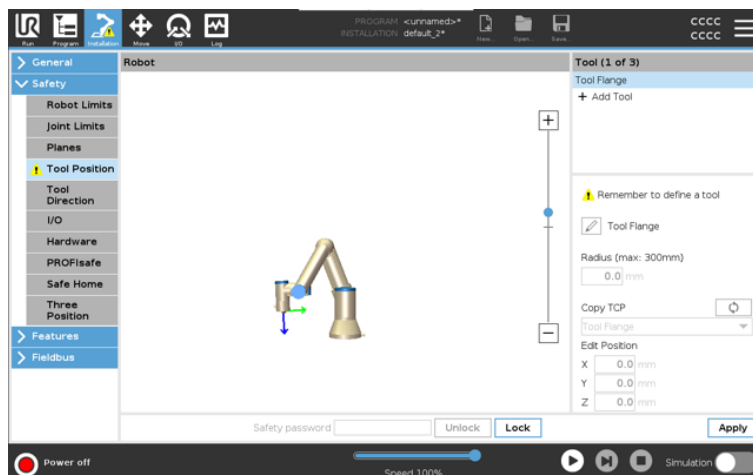 PROGRAM <unnamed>*
INSTALLATION default_2*
CCCC
CCCC
Run
Program
Installation
Move
I/O
Log
New...
Open...
Save...
General
Safety
Robot Limits
Joint Limits
Planes
Tool Position
Tool
Direction
I/O
Hardware
PROFIsafe
Safe Home
Three
Position
Features
Fieldbus
Robot
Tool (1 of 3)
Tool Flange
+ Add Tool
Remember to define a tool
Tool Flange
Radius (max: 300mm)
0.0 mm
Copy TCP
Tool Flange
Edit Position
X 0.0 mm
Y 0.0 mm
Z 0.0 mm
Safety password
Unlock
Lock
Apply
Power off
Speed 100%
Simulation